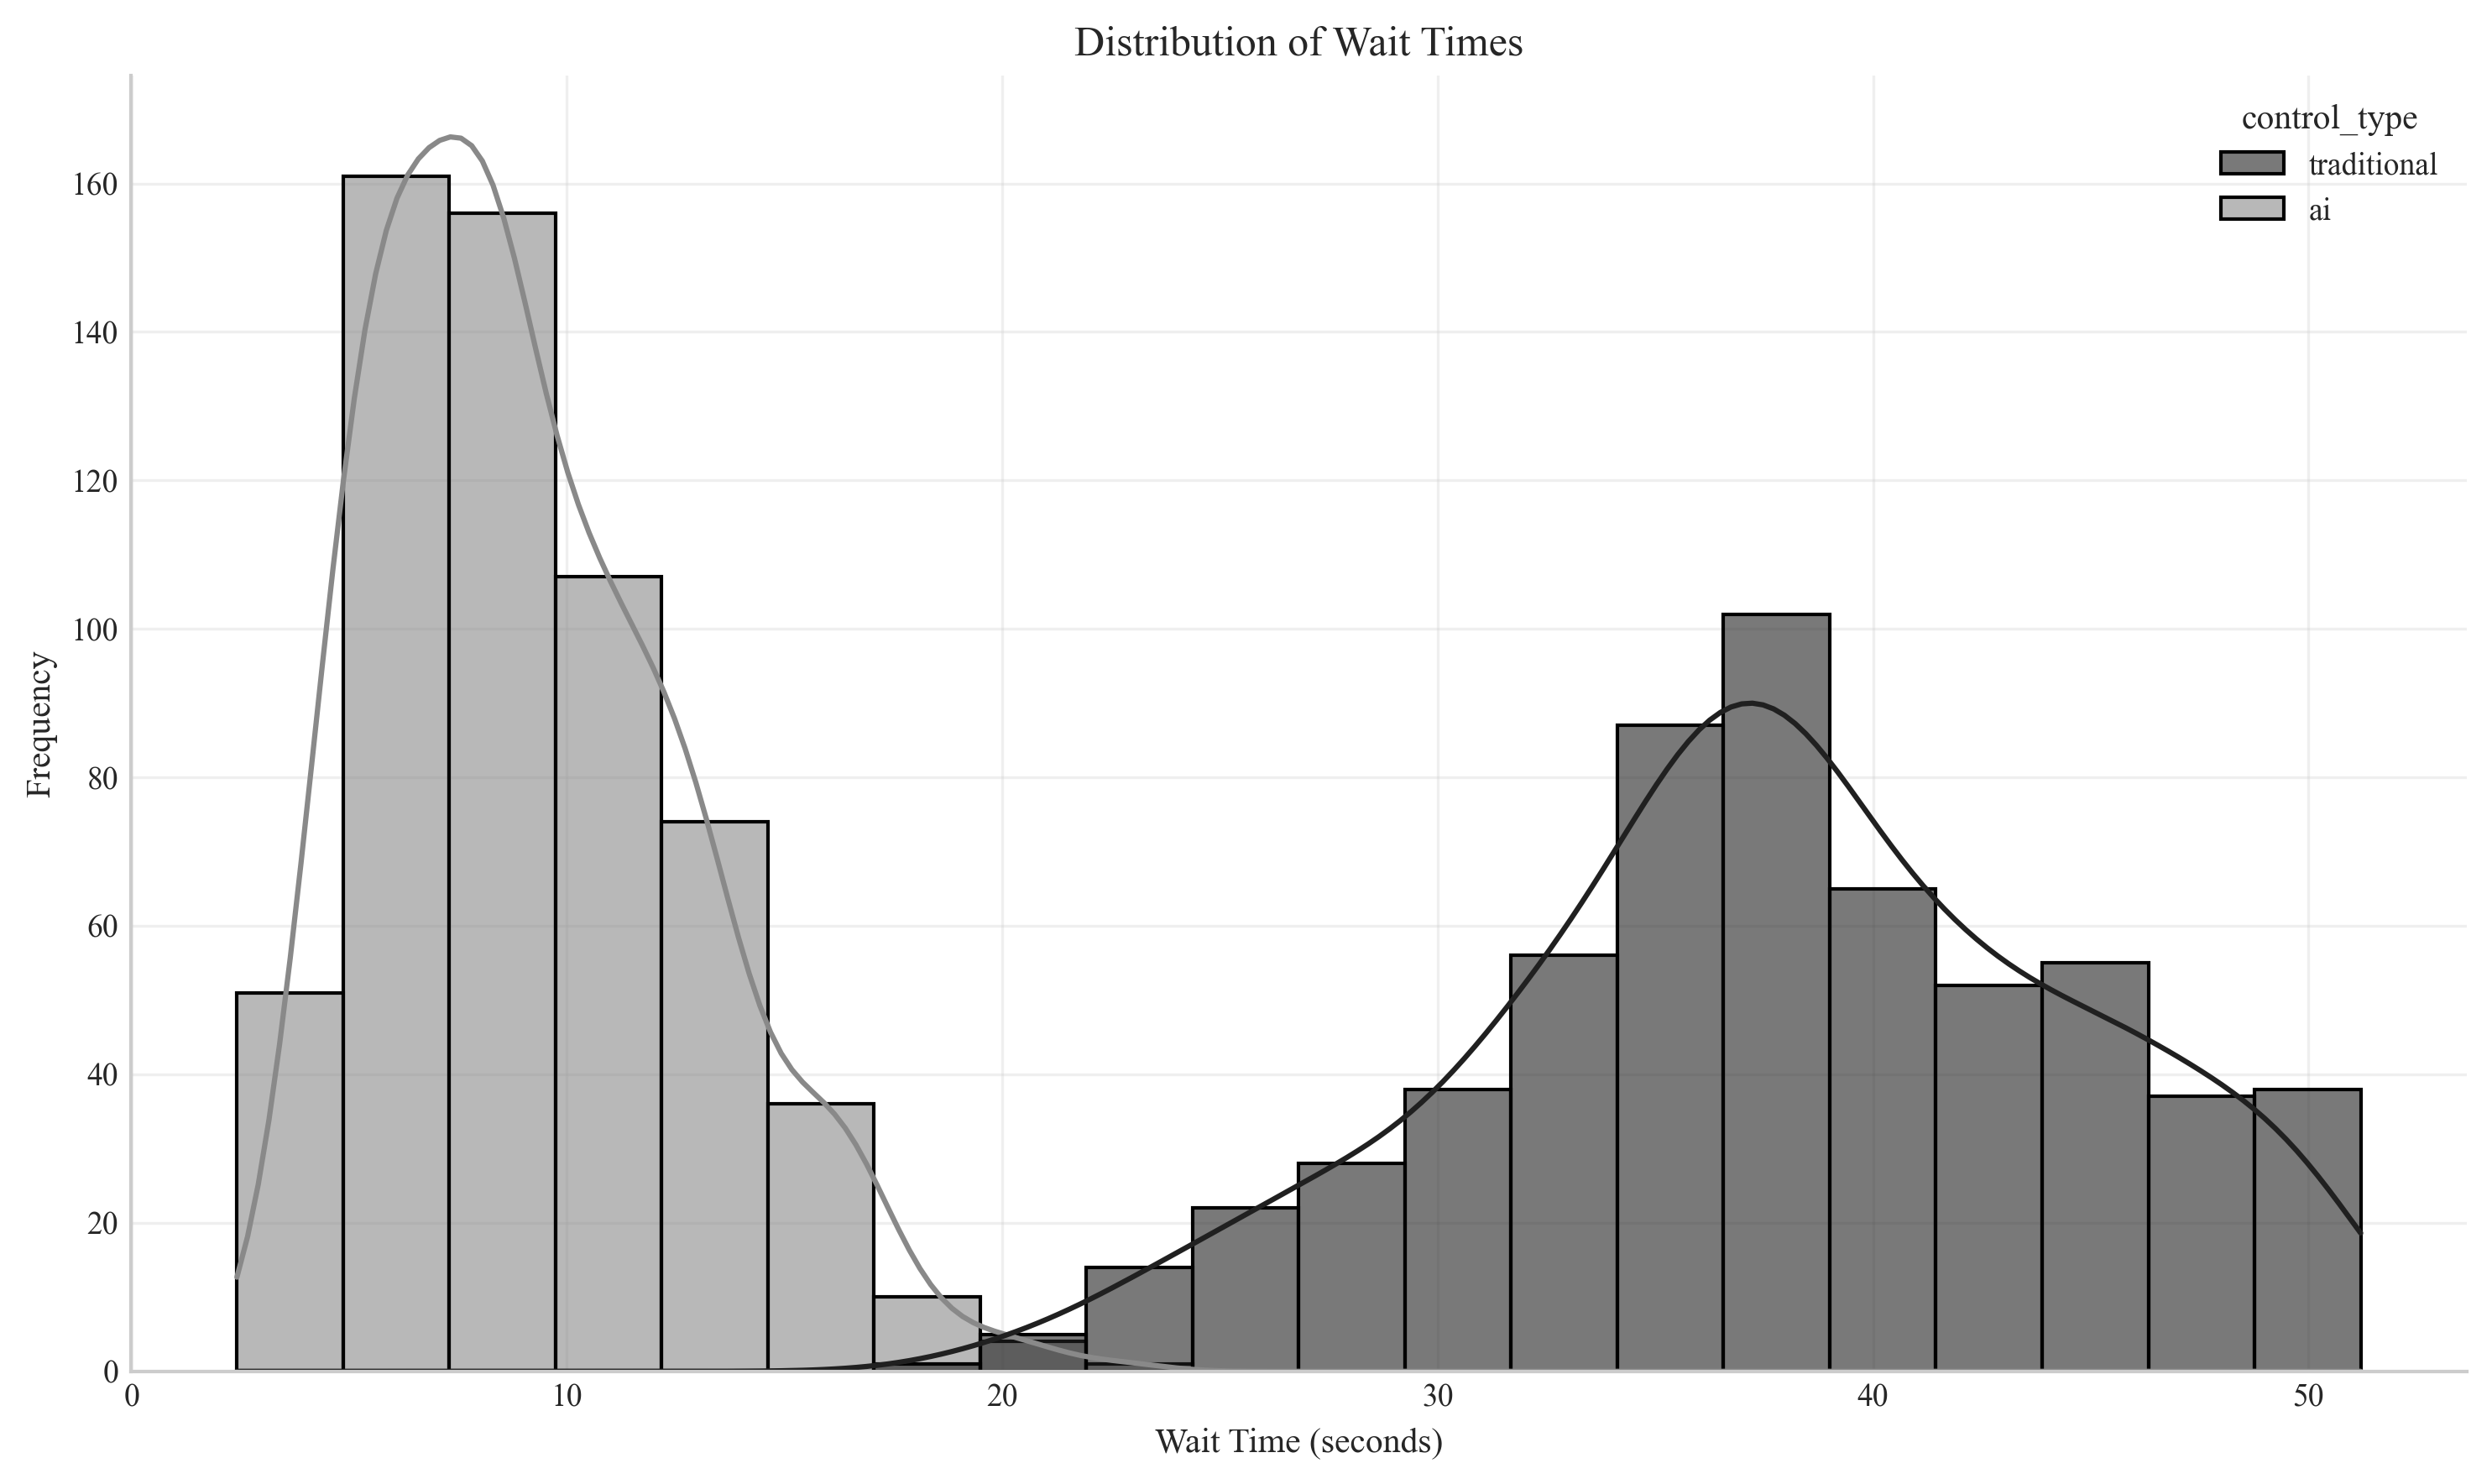 Distribution of Wait Times
control_type
traditional
ai
Frequency
160
140
120
100
80
60
40
20
0
0 10 20 30 40 50
Wait Time (seconds)